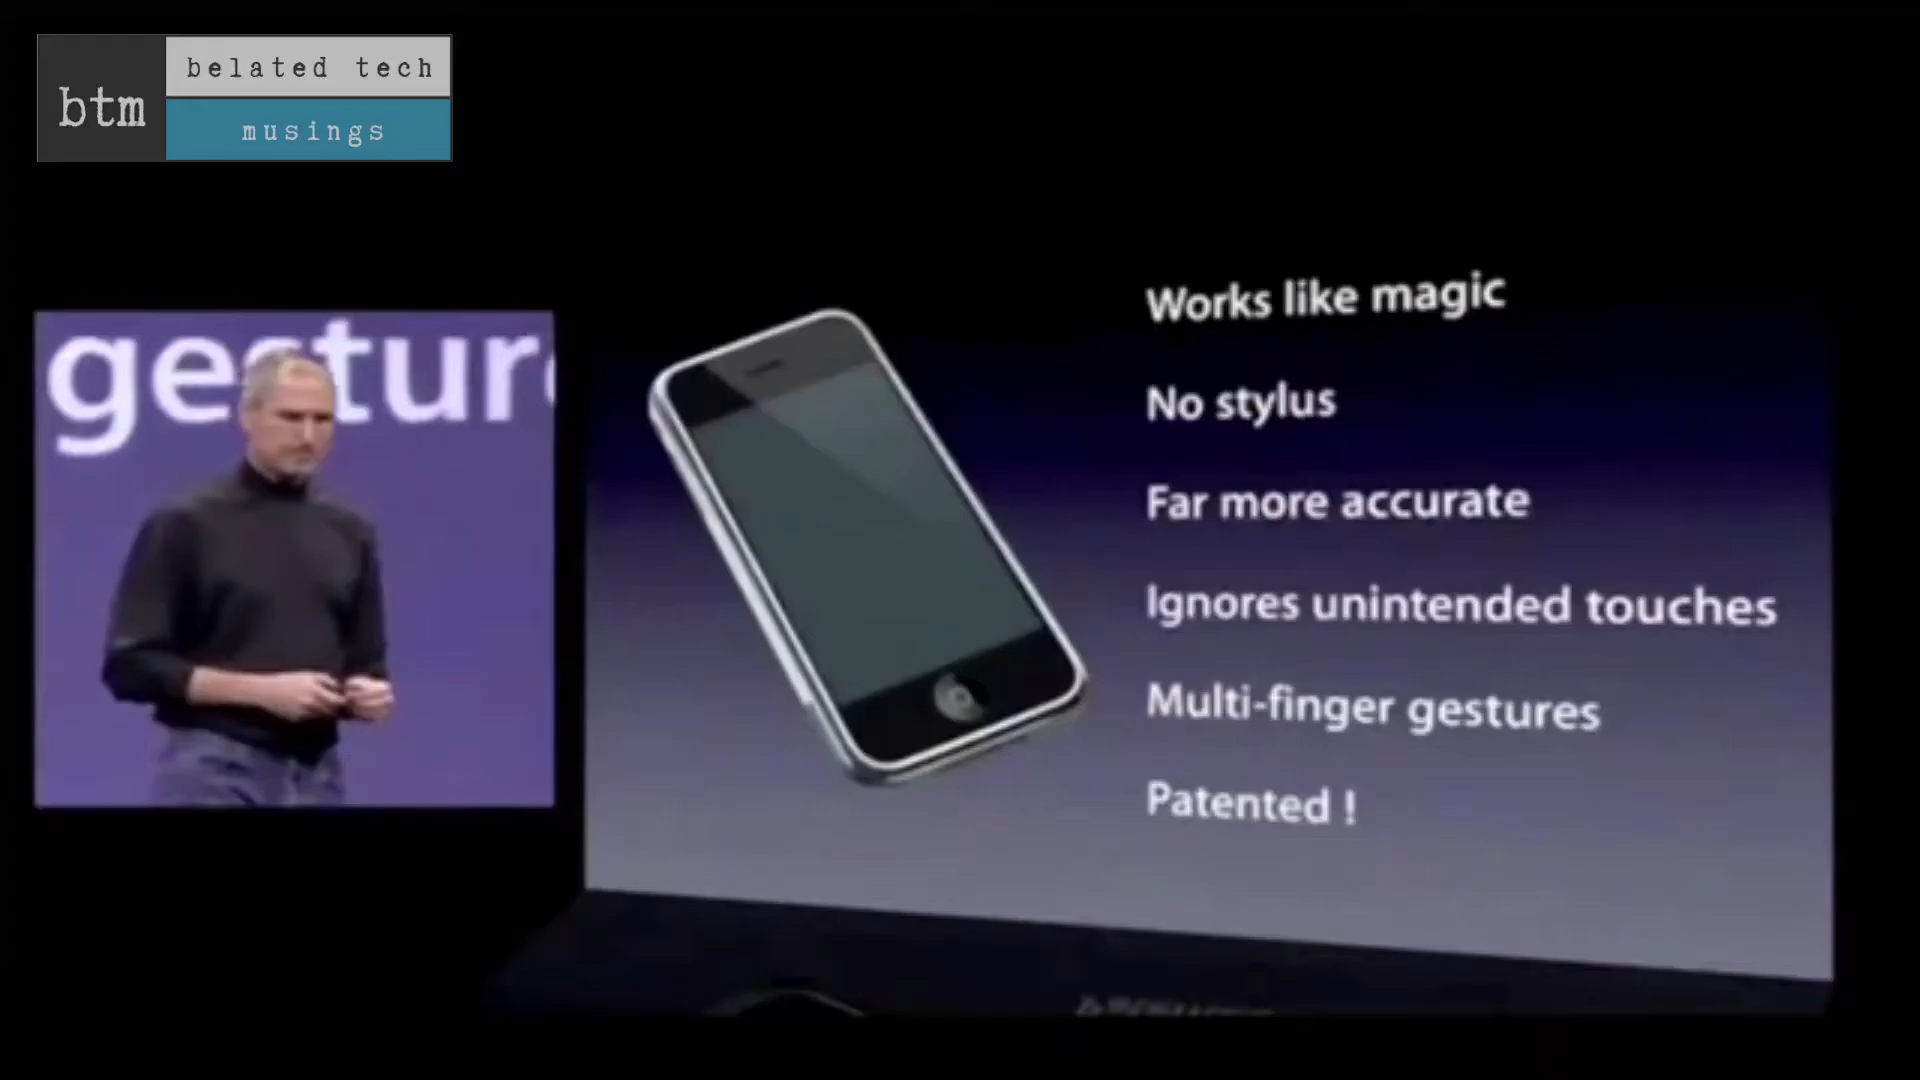 btm
belated tech
musings
gestur
Works like magic
No stylus
Far more accurate
Ignores unintended touches
Multi-finger gestures
Patented !